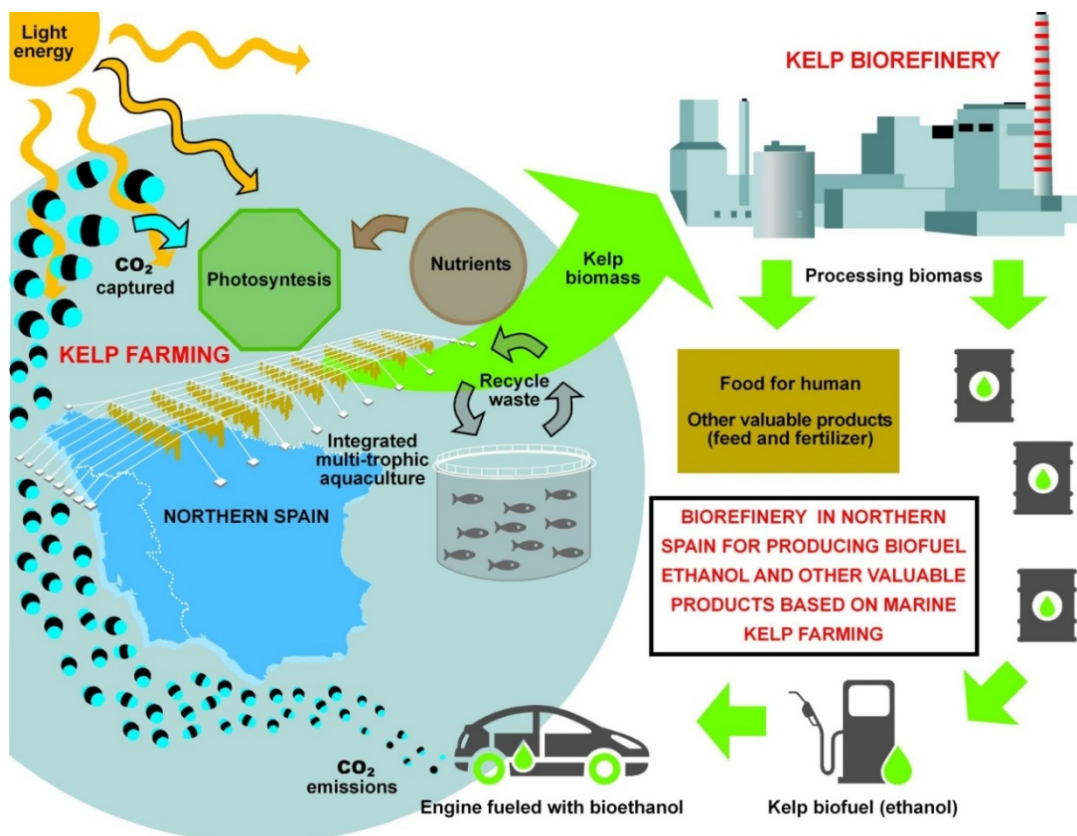 Light
energy
KELP BIOREFINERY
CO₂
captured
Photosyntesis
Nutrients
Kelp
biomass
Processing biomass
KELP FARMING
Recycle
waste
Food for human
Other valuable products
(feed and fertilizer)
Integrated
multi-trophic
aquaculture
NORTHERN SPAIN
BIOREFINERY IN NORTHERN
SPAIN FOR PRODUCING BIOFUEL
ETHANOL AND OTHER VALUABLE
PRODUCTS BASED ON MARINE
KELP FARMING
CO₂
emissions
Engine fueled with bioethanol
Kelp biofuel (ethanol)